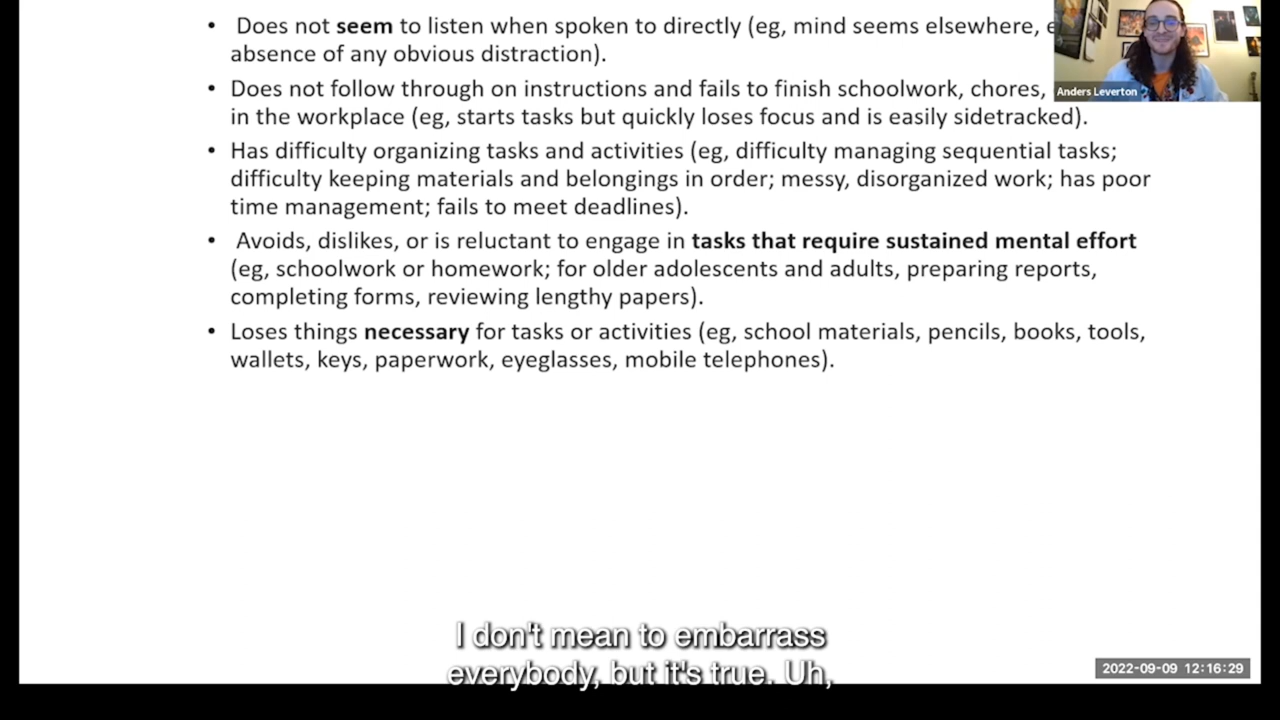 • Does not seem to listen when spoken to directly (eg, mind seems elsewhere,
absence of any obvious distraction).
• Does not follow through on instructions and fails to finish schoolwork, chores,
in the workplace (eg, starts tasks but quickly loses focus and is easily sidetracked).
• Has difficulty organizing tasks and activities (eg, difficulty managing sequential tasks;
difficulty keeping materials and belongings in order; messy, disorganized work; has poor
time management; fails to meet deadlines).
• Avoids, dislikes, or is reluctant to engage in tasks that require sustained mental effort
(eg, schoolwork or homework; for older adolescents and adults, preparing reports,
completing forms, reviewing lengthy papers).
• Loses things necessary for tasks or activities (eg, school materials, pencils, books, tools,
wallets, keys, paperwork, eyeglasses, mobile telephones).
Anders Leverton
I don't mean to embarrass
everybody, but it's true. Uh,
2022-09-09 12:16:29